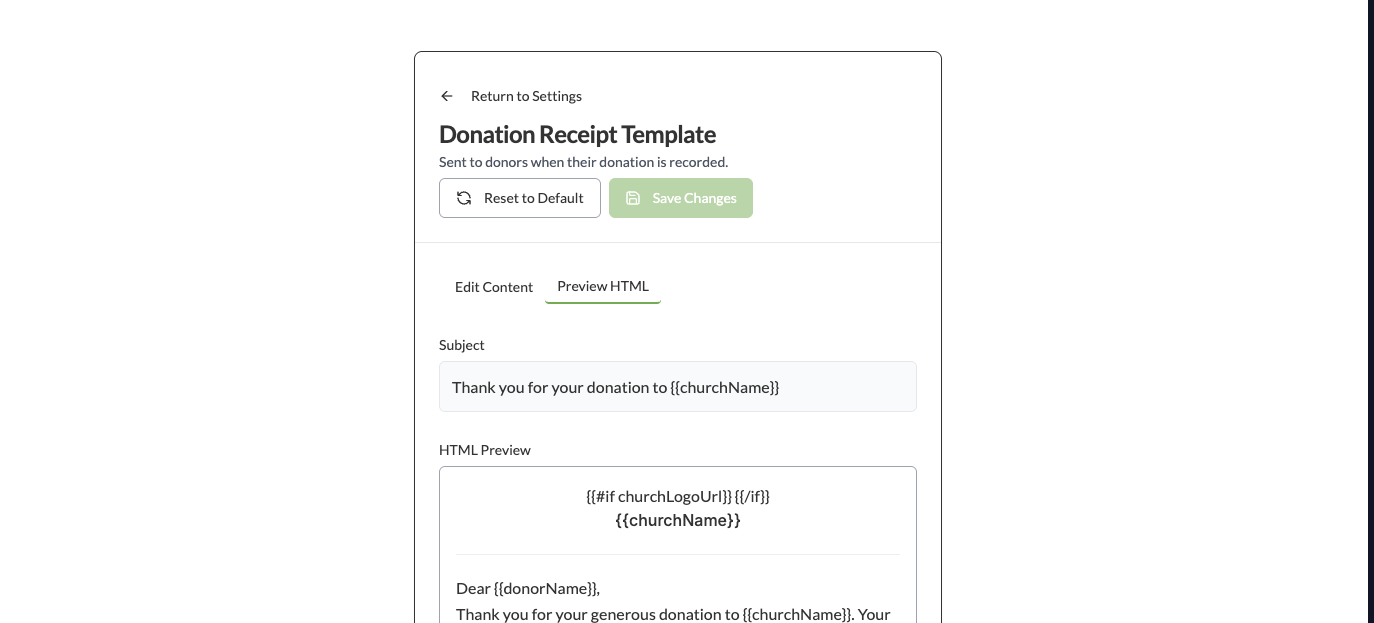 Return to Settings
Donation Receipt Template
Sent to donors when their donation is recorded.
Reset to Default
Save Changes
Edit Content
Preview HTML
Subject
Thank you for your donation to {{churchName}}
HTML Preview
{{#if churchLogoUrl}} {{/if}}
{{churchName}}
Dear {{donorName}},
Thank you for your generous donation to {{churchName}}. Your